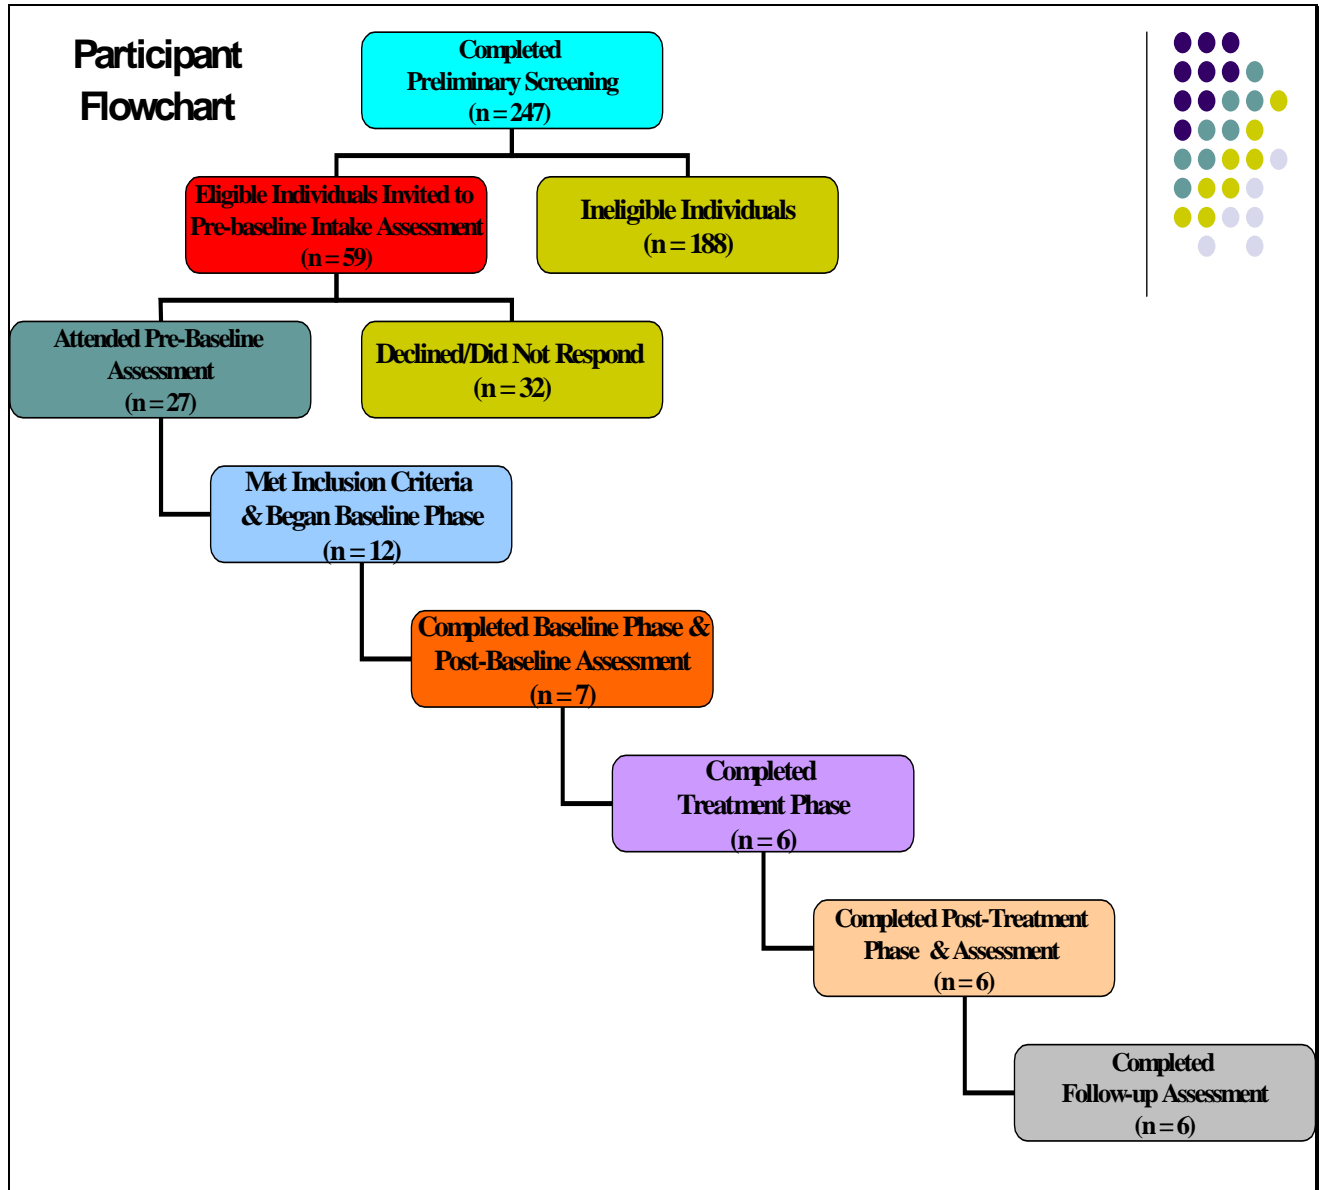 Participant
Flowchart
Completed
Preliminary Screening
(n = 247)
Eligible Individuals Invited to
Pre-baseline Intake Assessment
(n = 59)
Ineligible Individuals
(n = 188)
Attended Pre-Baseline
Assessment
(n = 27)
Declined/Did Not Respond
(n = 32)
Met Inclusion Criteria
& Began Baseline Phase
(n = 12)
Completed Baseline Phase &
Post-Baseline Assessment
(n = 7)
Completed
Treatment Phase
(n = 6)
Completed Post-Treatment
Phase & Assessment
(n = 6)
Completed
Follow-up Assessment
(n = 6)